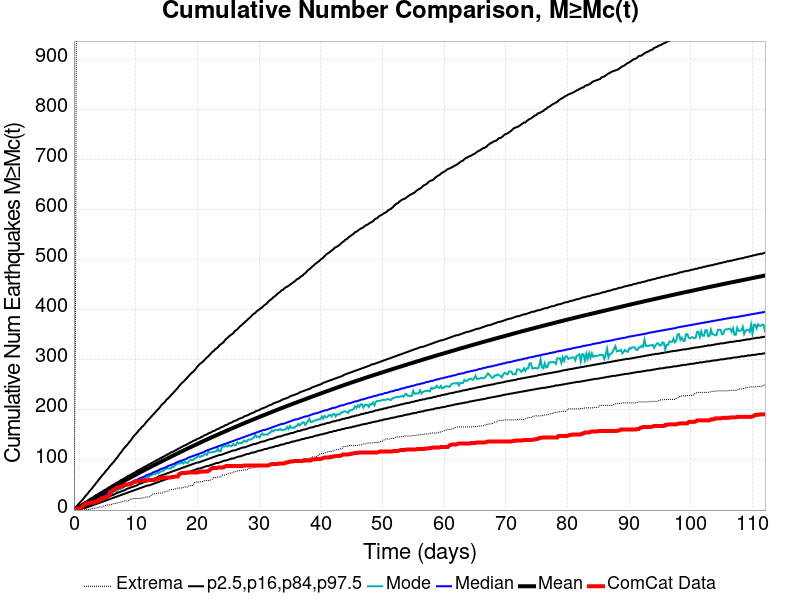 Cumulative Number Comparison, M≥Mc(t)
Cumulative Num Earthquakes M≥Mc(t)
900
800
700
600
500
400
300
200
100
0
0 10 20 30 40 50 60 70 80 90 100 110
Time (days)
Extrema p2.5,p16,p84,p97.5 Mode Median Mean ComCat Data